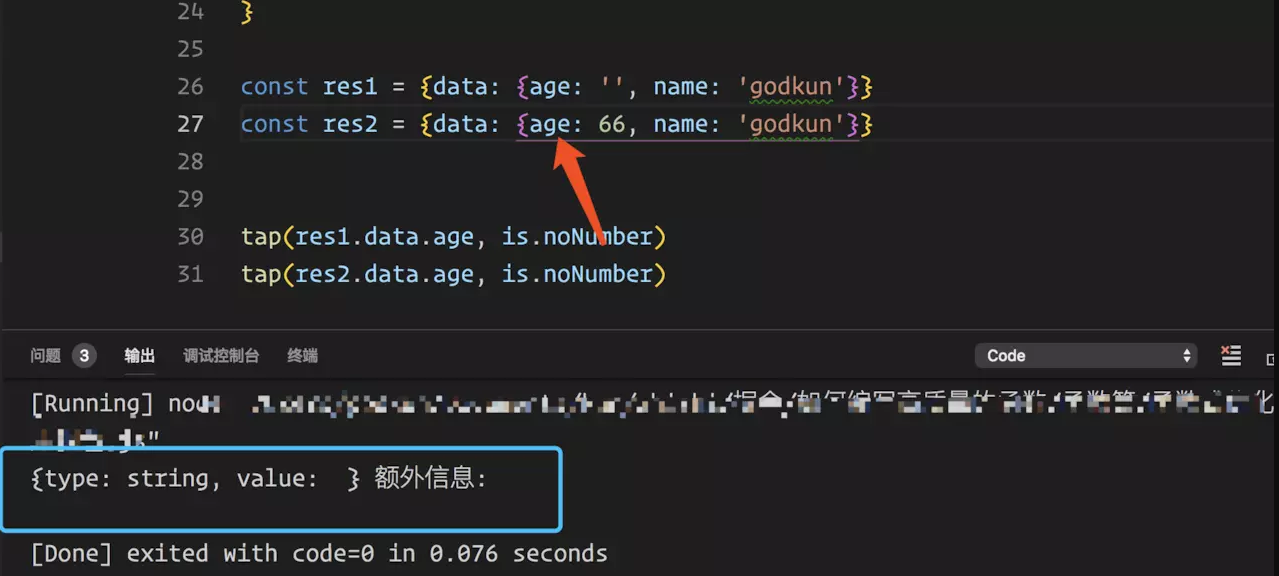 24 }
25
26 const res1 = {data: {age: '', name: 'godkun'}}
27 const res2 = {data: {age: 66, name: 'godkun'}}
28
29
30 tap(res1.data.age, is.noNumber)
31 tap(res2.data.age, is.noNumber)
问题 3 输出 调试控制台 终端 Code
[Running]
{type: string, value:  } 额外信息:
[Done] exited with code=0 in 0.076 seconds